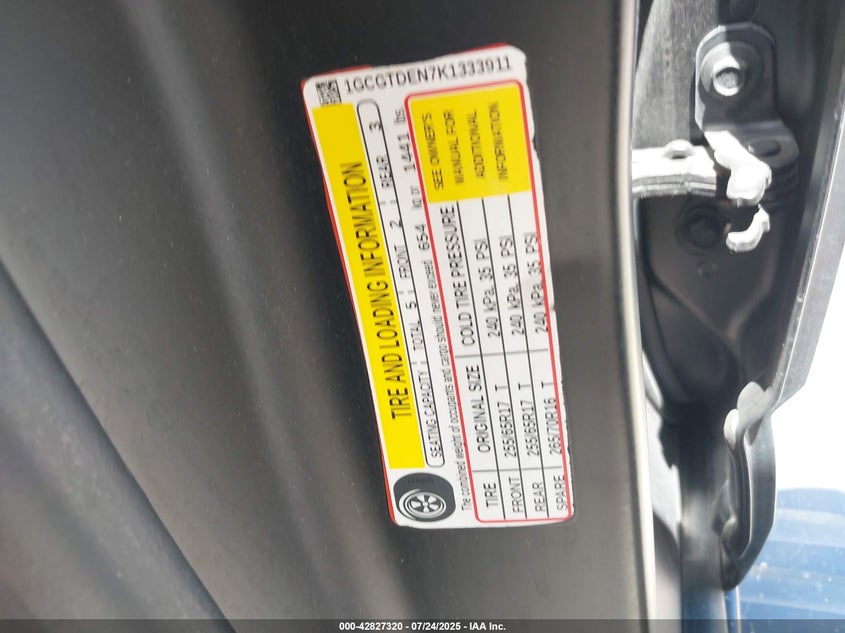 1GCGTDEN7K1333911
TIRE AND LOADING INFORMATION
SEATING CAPACITY TOTAL 5 FRONT 2 REAR 3
The combined weight of occupants and cargo should never exceed 654 kg or 1441 lbs.
TIRE ORIGINAL SIZE COLD TIRE PRESSURE
FRONT 255/65R17 T 240 kPa, 35 PSI
REAR 255/65R17 T 240 kPa, 35 PSI
SPARE 265/70R16 T 240 kPa, 35 PSI
SEE OWNER'S
MANUAL FOR
ADDITIONAL
INFORMATION
000-42827320 - 07/24/2025 - IAA Inc.